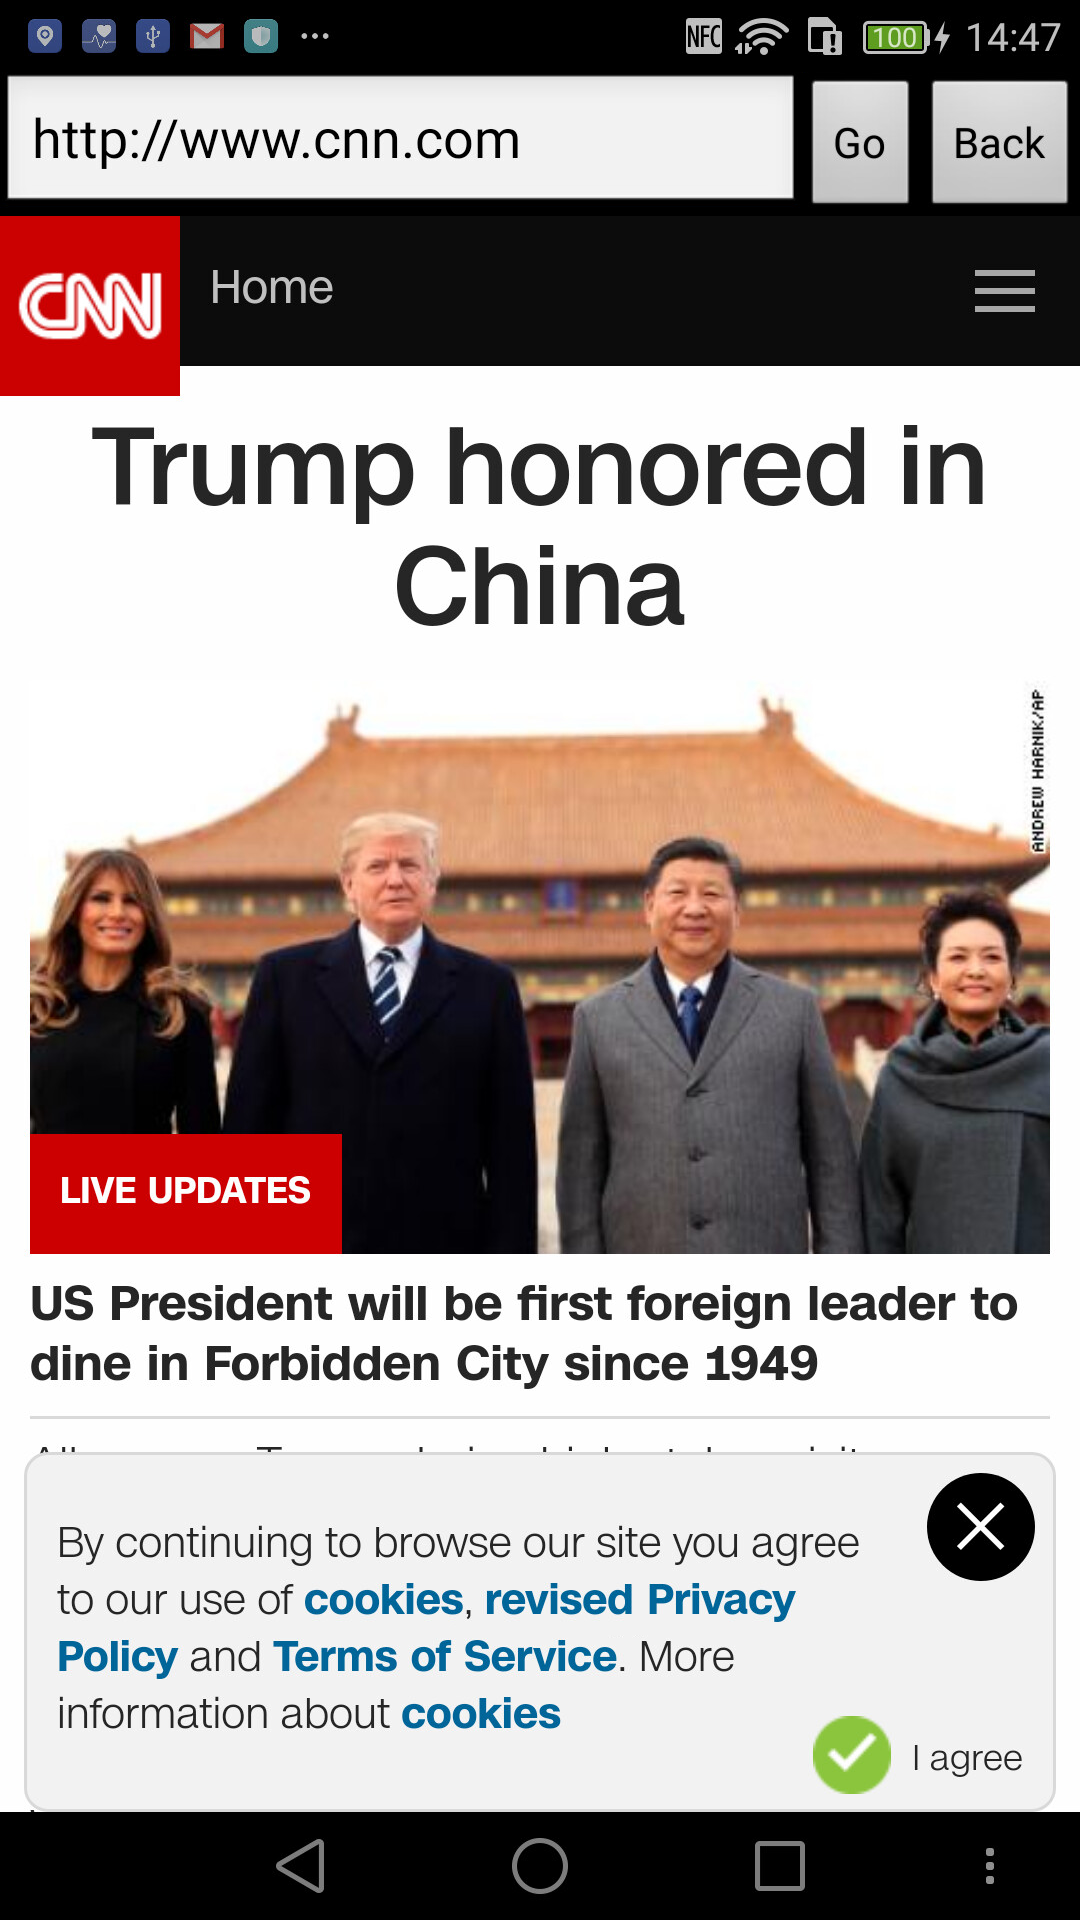 NFC
100
14:47
http://www.cnn.com
Go
Back
CNN
Home
Trump honored in
China
ANDREW HARNIK/AP
LIVE UPDATES
US President will be first foreign leader to
dine in Forbidden City since 1949
By continuing to browse our site you agree
to our use of cookies, revised Privacy
Policy and Terms of Service. More
information about cookies
I agree